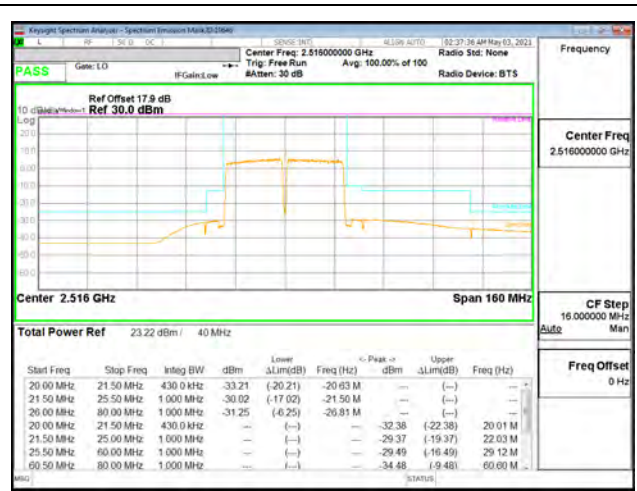 Keysight Spectrum Analyzer - Spectrum Emission Mask
L RF 50 Ω DC SENSE:INT ALIGN AUTO 02:37:36 AM May 03, 2021
Center Freq: 2.516000000 GHz Radio Std: None
Gate: LO Trig: Free Run Avg: 100.00% of 100
PASS IFGain:Low #Atten: 30 dB Radio Device: BTS
Frequency
Ref Offset 17.9 dB
10 dB/div Ref 30.0 dBm
Log
20.0
10.0
Center Freq
2.516000000 GHz
Center 2.516 GHz Span 160 MHz
CF Step
16.000000 MHz
Auto Man
Total Power Ref 23.22 dBm / 40 MHz
Freq Offset
0 Hz
Lower <- Peak -> Upper
Start Freq Stop Freq Integ BW dBm ΔLim(dB) Freq (Hz) dBm ΔLim(dB) Freq (Hz)
20.00 MHz 21.50 MHz 430.0 kHz -33.21 (-20.21) -20.63 M --- (---) ---
21.50 MHz 25.50 MHz 1.000 MHz -30.02 (-17.02) -21.50 M --- (---) ---
26.00 MHz 80.00 MHz 1.000 MHz -31.25 (-6.25) -26.81 M --- (---) ---
20.00 MHz 21.50 MHz 430.0 kHz --- (---) --- -32.38 (-22.38) 20.01 M
21.50 MHz 25.00 MHz 1.000 MHz --- (---) --- -29.37 (-19.37) 22.03 M
25.50 MHz 60.00 MHz 1.000 MHz --- (---) --- -29.49 (-16.49) 29.12 M
60.50 MHz 80.00 MHz 1.000 MHz --- (---) --- -34.48 (-9.48) 60.60 M
MSG STATUS